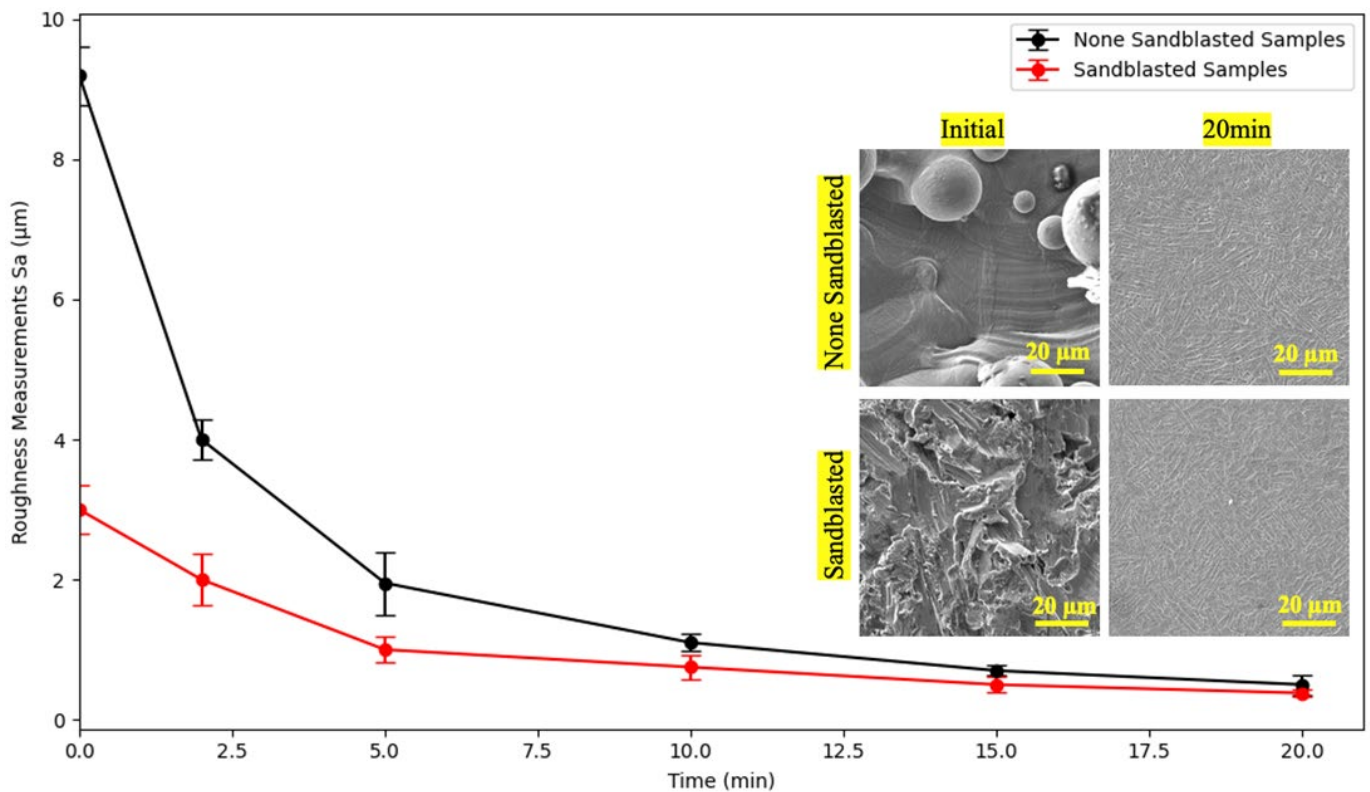 10
8
6
4
2
0
Roughness Measurements Sa (µm)
None Sandblasted Samples
Sandblasted Samples
Initial
20min
None Sandblasted
20 µm
20 µm
Sandblasted
20 µm
20 µm
0.0 2.5 5.0 7.5 10.0 12.5 15.0 17.5 20.0
Time (min)